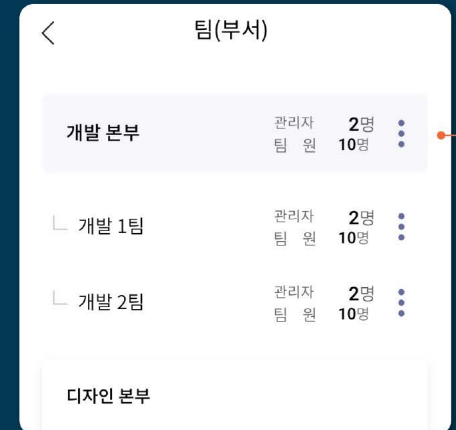 팀(부서)
개발 본부 관리자 2명
팀 원 10명
개발 1팀 관리자 2명
팀 원 10명
개발 2팀 관리자 2명
팀 원 10명
디자인 본부